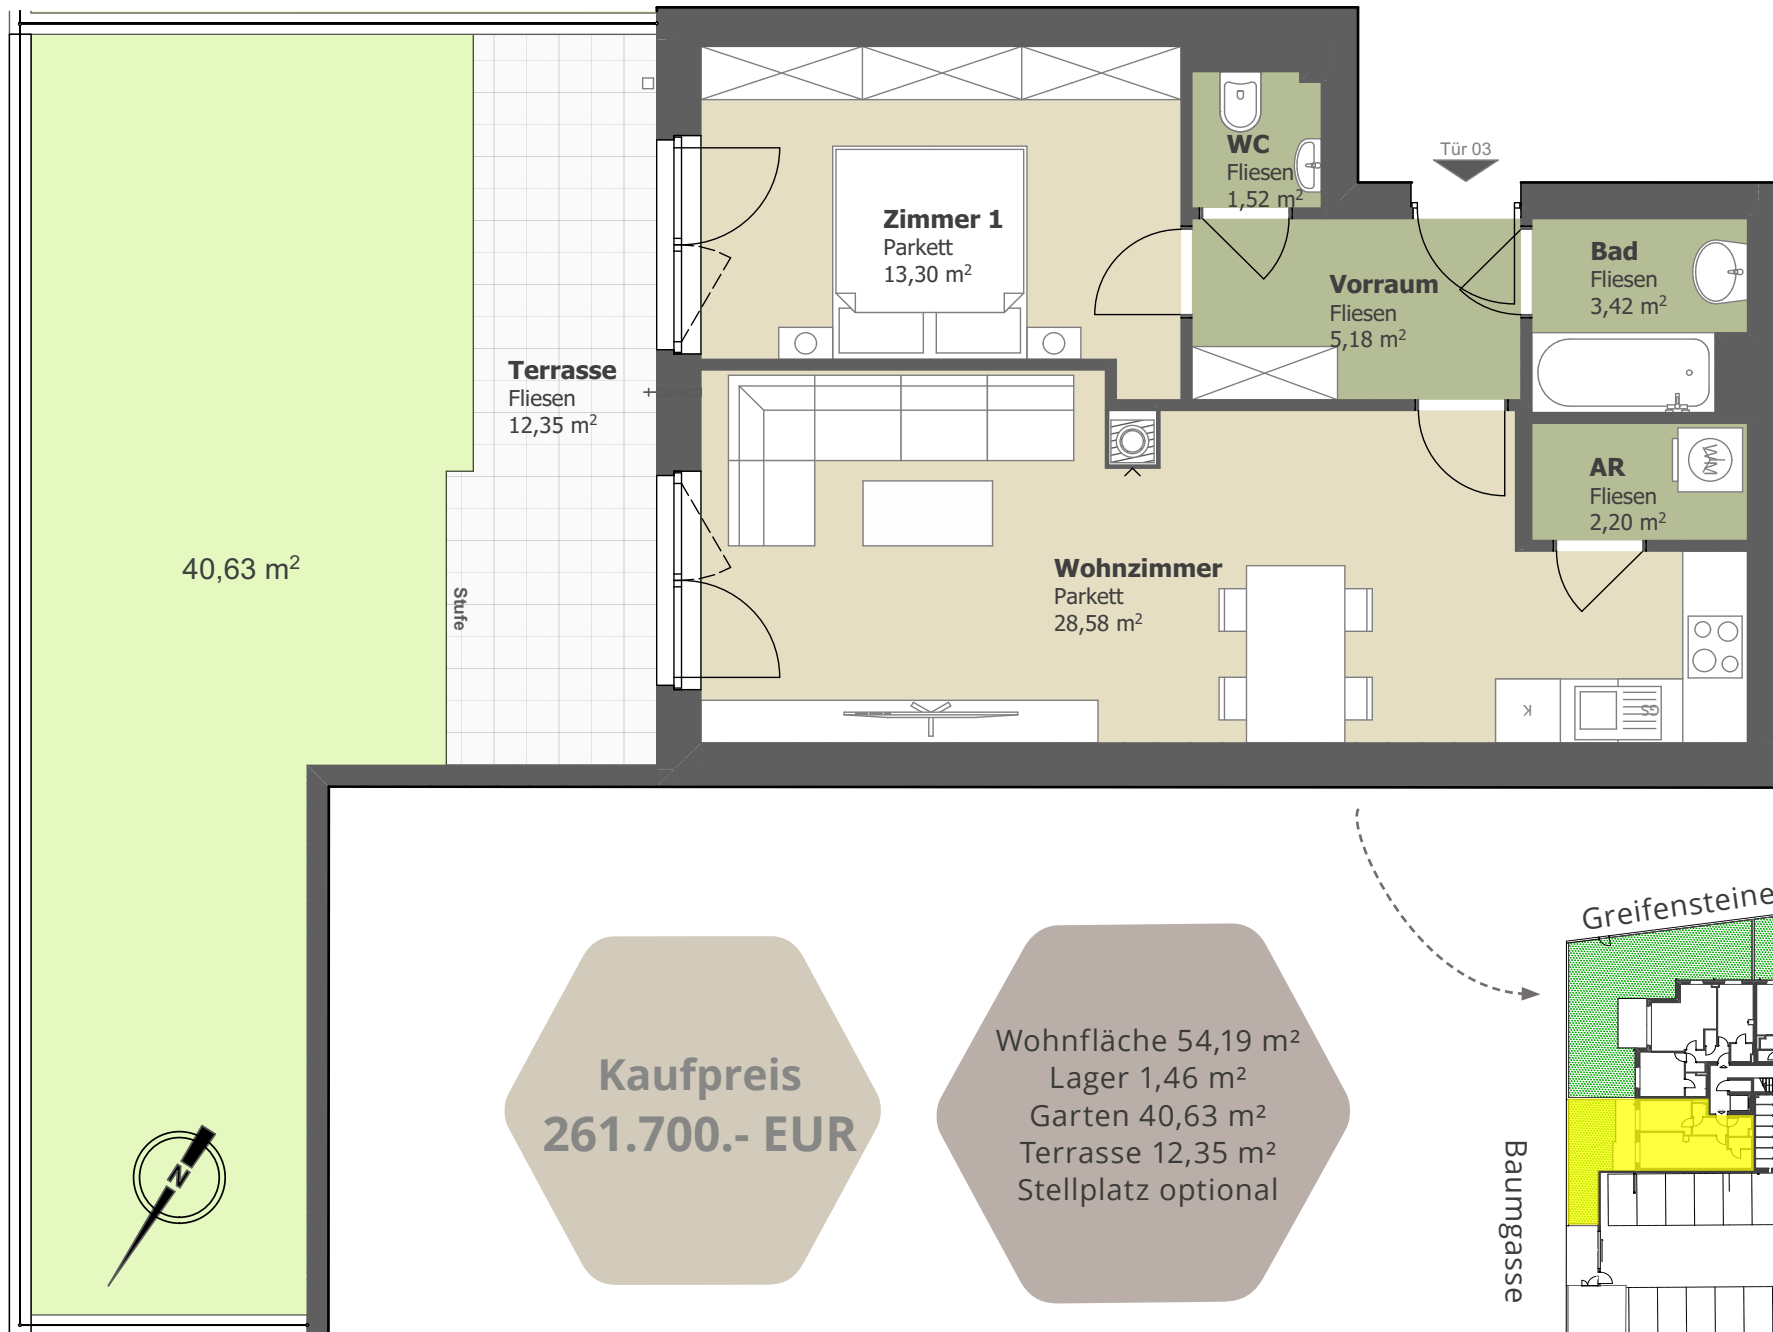 Tür 03
WC
Fliesen
1,52 m²
Zimmer 1
Parkett
13,30 m²
Bad
Fliesen
3,42 m²
Vorraum
Fliesen
5,18 m²
Terrasse
Fliesen
12,35 m²
AR
Fliesen
2,20 m²
WM
40,63 m²
Stufe
Wohnzimmer
Parkett
28,58 m²
K
GS
Greifensteine
Kaufpreis
261.700.- EUR
Wohnfläche 54,19 m²
Lager 1,46 m²
Garten 40,63 m²
Terrasse 12,35 m²
Stellplatz optional
N
Baumgasse